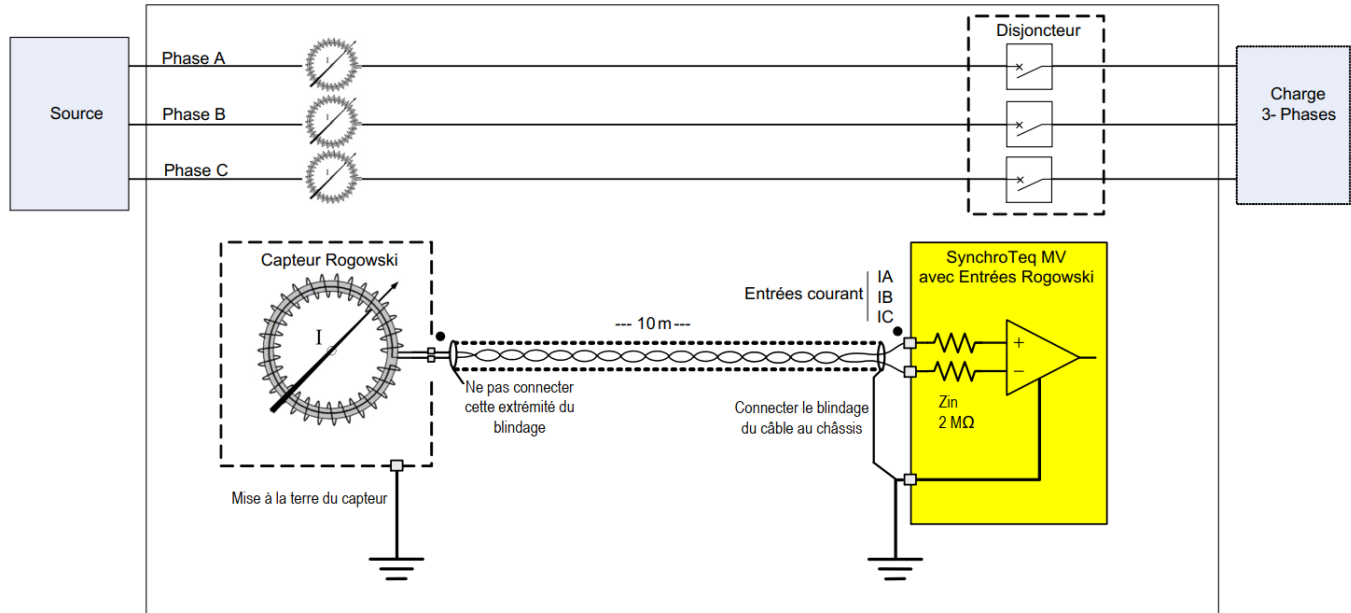 Disjoncteur
Phase A
Source
Phase B
Charge
3- Phases
Phase C
I
I
I
Capteur Rogowski
I
SynchroTeq MV
avec Entrées Rogowski
Entrées courant
IA
IB
IC
--- 10 m ---
+
−
Ne pas connecter
cette extrémité du
blindage
Connecter le blindage
du câble au châssis
Zin
2 MΩ
Mise à la terre du capteur